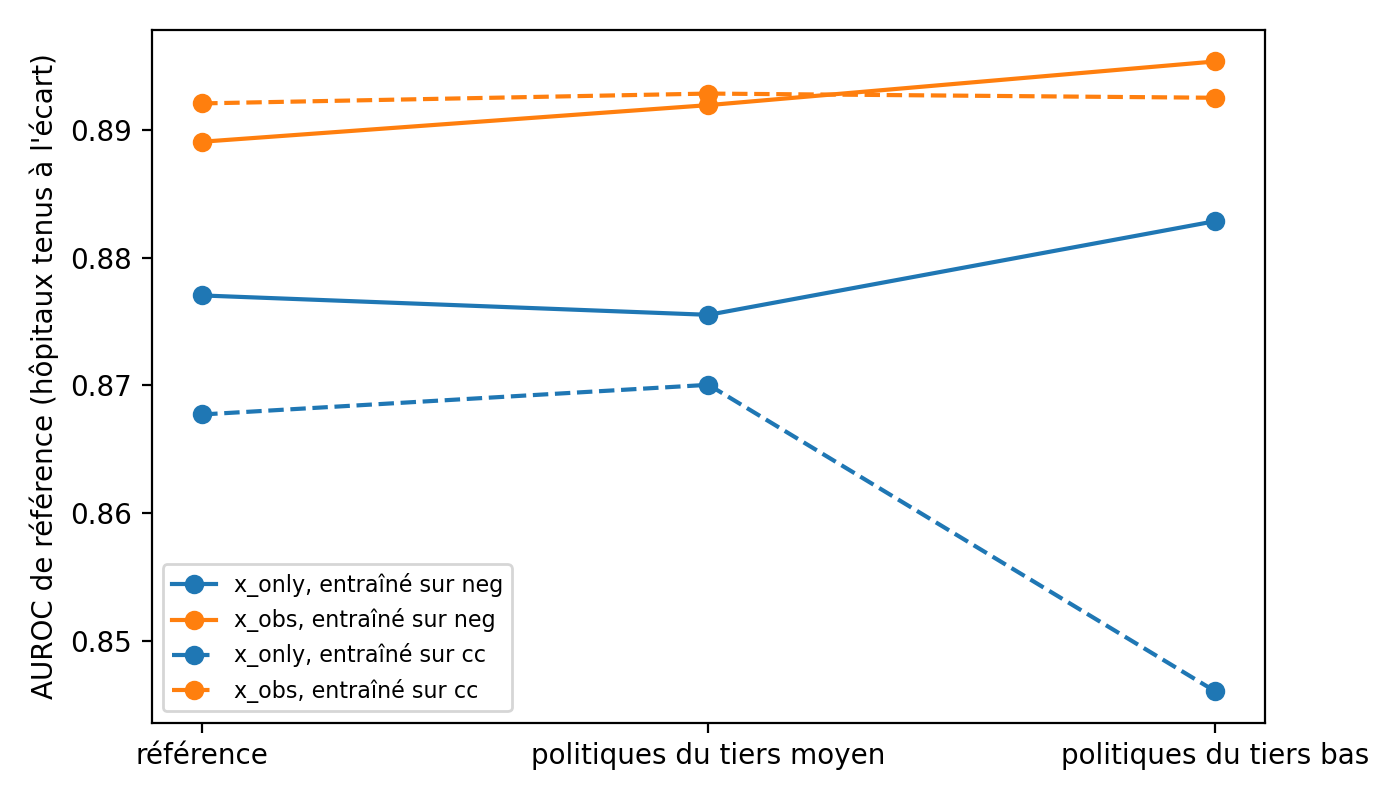 AUROC de référence (hôpitaux tenus à l'écart)
0.89
0.88
0.87
0.86
0.85
x_only, entraîné sur neg
x_obs, entraîné sur neg
x_only, entraîné sur cc
x_obs, entraîné sur cc
référence
politiques du tiers moyen
politiques du tiers bas